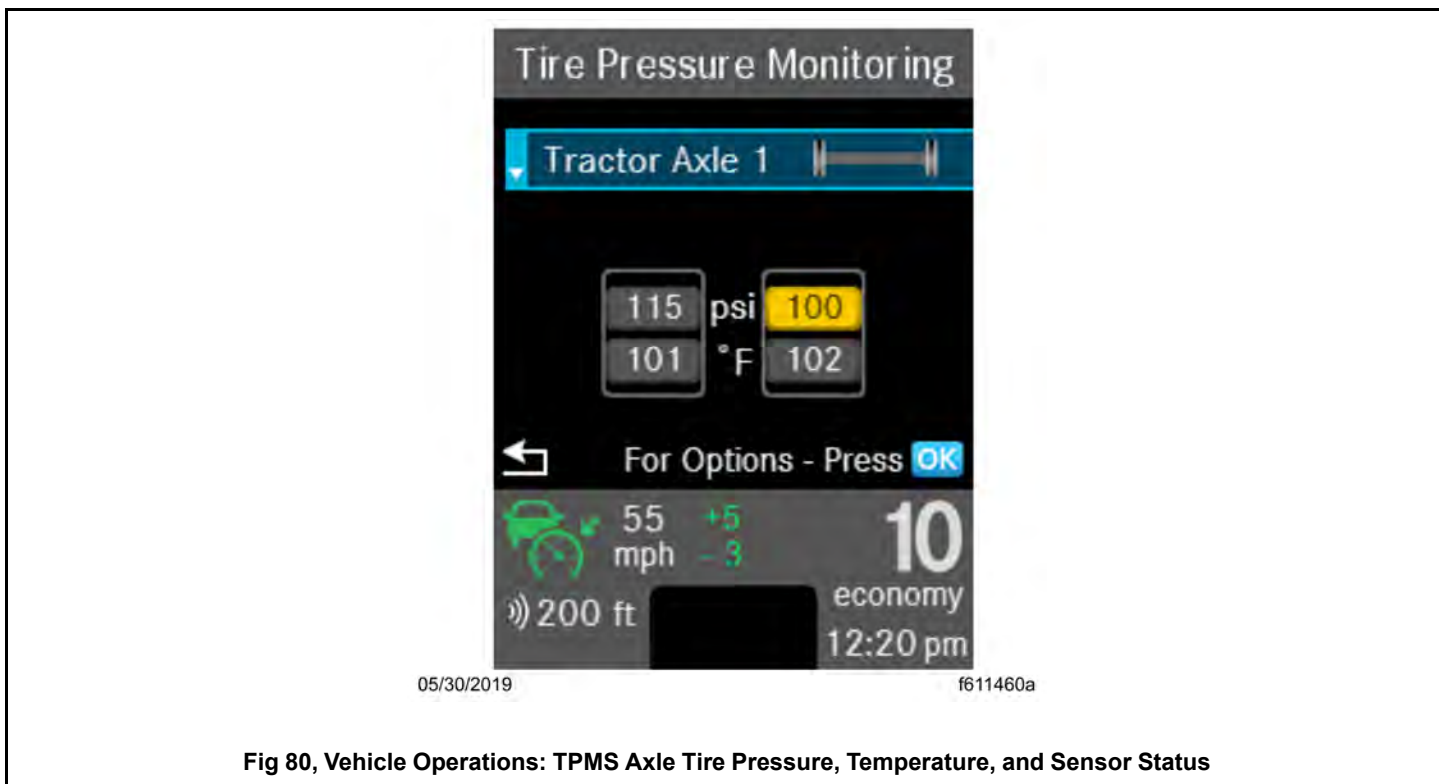 Tire Pressure Monitoring
Tractor Axle 1
115 psi 100
101 °F 102
For Options - Press OK
55 +5 10
mph - 3
economy
200 ft
12:20 pm
05/30/2019 f611460a
Fig 80, Vehicle Operations: TPMS Axle Tire Pressure, Temperature, and Sensor Status